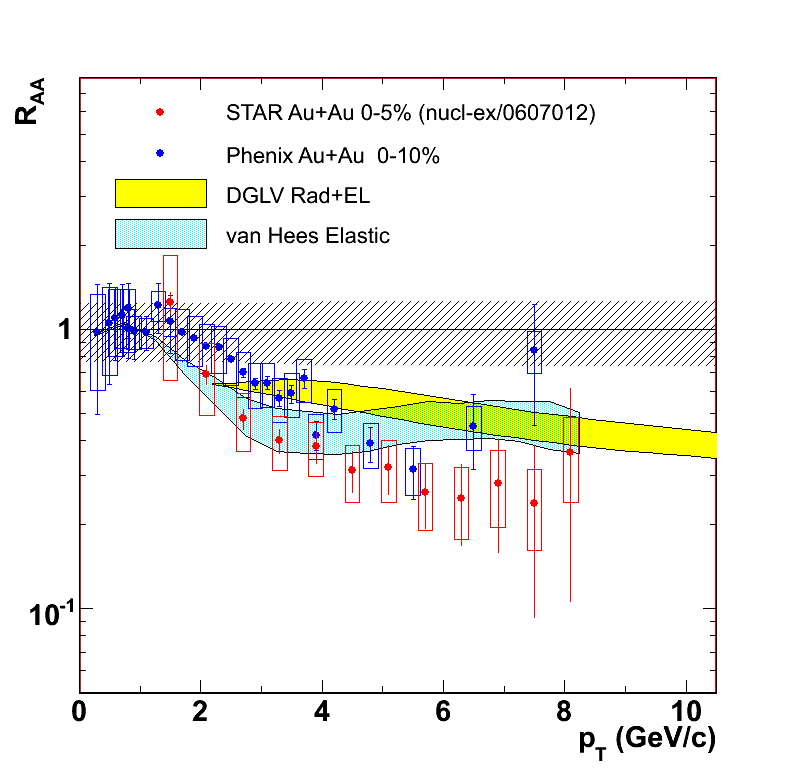 R_AA
STAR Au+Au 0-5% (nucl-ex/0607012)
Phenix Au+Au 0-10%
DGLV Rad+EL
van Hees Elastic
1
10^-1
0 2 4 6 8 10
p_T (GeV/c)